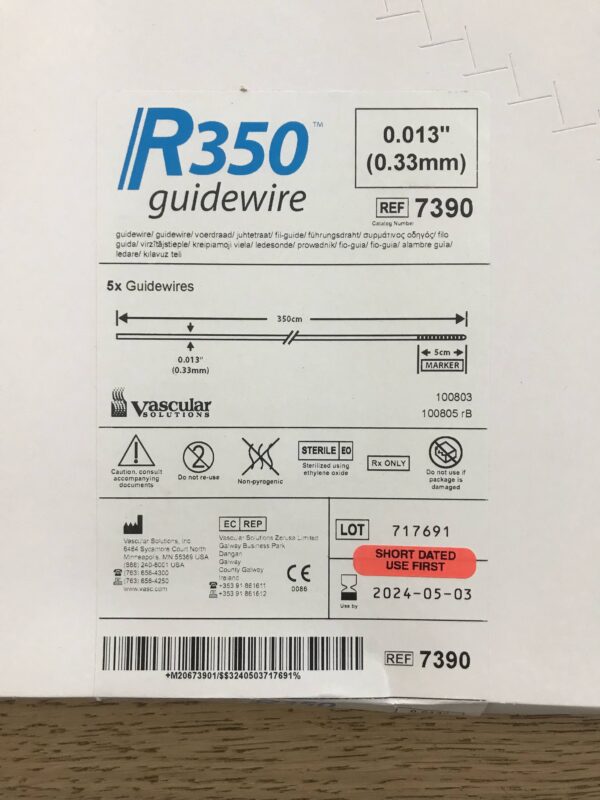 R350™
guidewire
0.013"
(0.33mm)
REF 7390
Catalog Number
guidewire/ guidewire/ voerdraad/ juhtetraat/ fil-guide/ führungsdraht/ συρμάτινος οδηγός/ filo
guida/ virzītājstieple/ kreipiamoji viela/ ledesonde/ prowadnik/ fio-guia/ fio-guia/ alambre guía/
ledare/ kılavuz teli
5x Guidewires
350cm
0.013"
(0.33mm)
5cm
MARKER
Vascular
SOLUTIONS
100803
100805 rB
Caution, consult
accompanying
documents
2
Do not re-use
Non-pyrogenic
STERILE EO
Sterilized using
ethylene oxide
Rx ONLY
Do not use if
package is
damaged
Vascular Solutions, Inc
6464 Sycamore Court North
Minneapolis, MN 55369 USA
(888) 240-6001 USA
(763) 656-4300
(763) 656-4250
www.vasc.com
EC REP
Vascular Solutions Zerusa Limited
Galway Business Park
Dangan
Galway
County Galway
Ireland
+353 91 861611
+353 91 861612
CE
0086
LOT 717691
SHORT DATED
USE FIRST
Use by
2024-05-03
+M20673901/$$3240503717691%
REF 7390